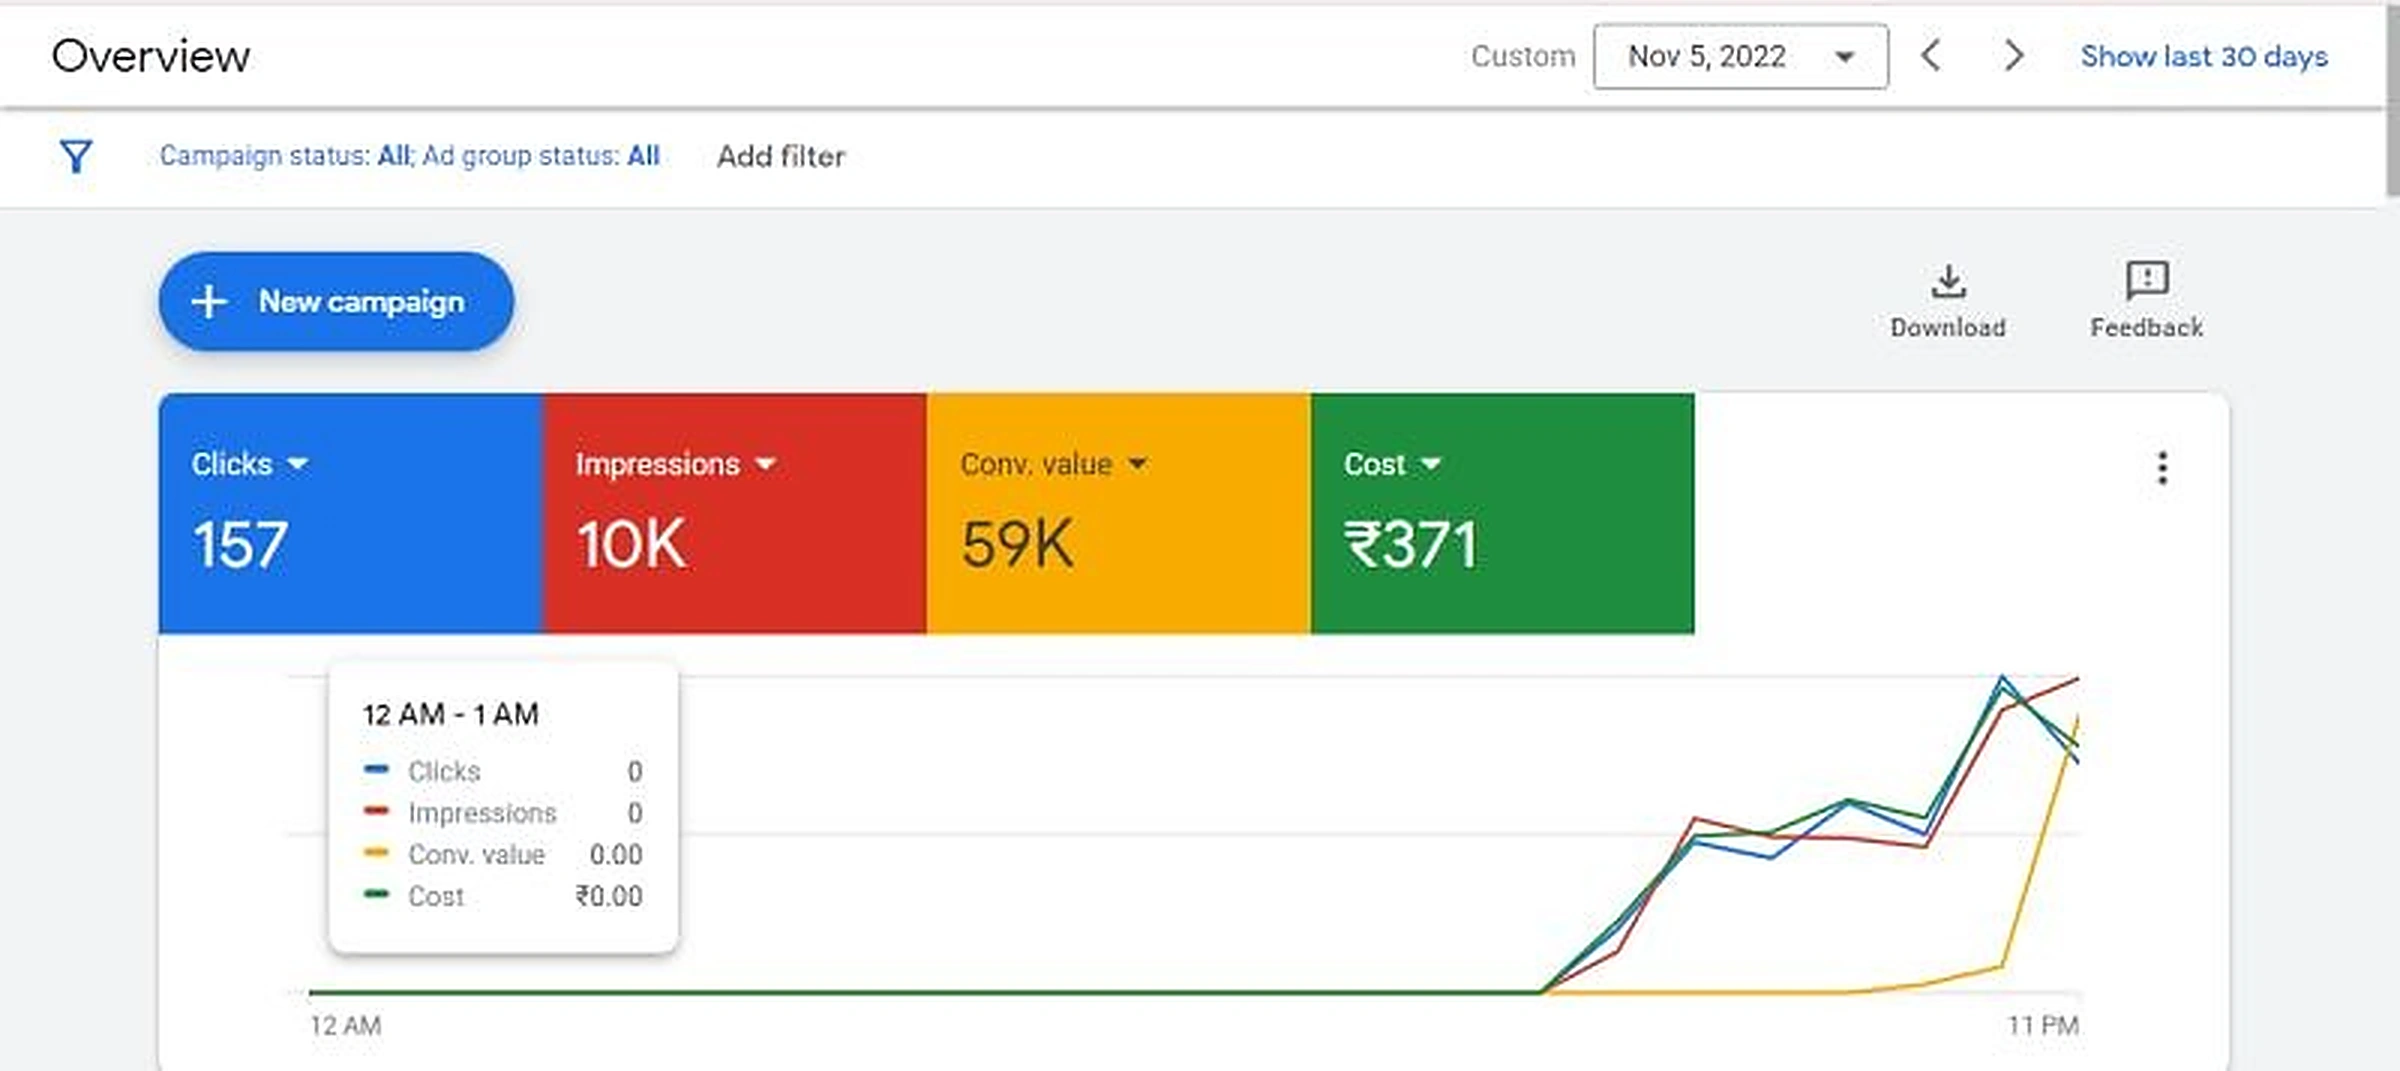 Overview
Custom Nov 5, 2022 Show last 30 days
Campaign status: All; Ad group status: All Add filter
New campaign
Download Feedback
Clicks Impressions Conv. value Cost
157 10K 59K ₹371
12 AM - 1 AM
Clicks 0
Impressions 0
Conv. value 0.00
Cost ₹0.00
12 AM 11 PM